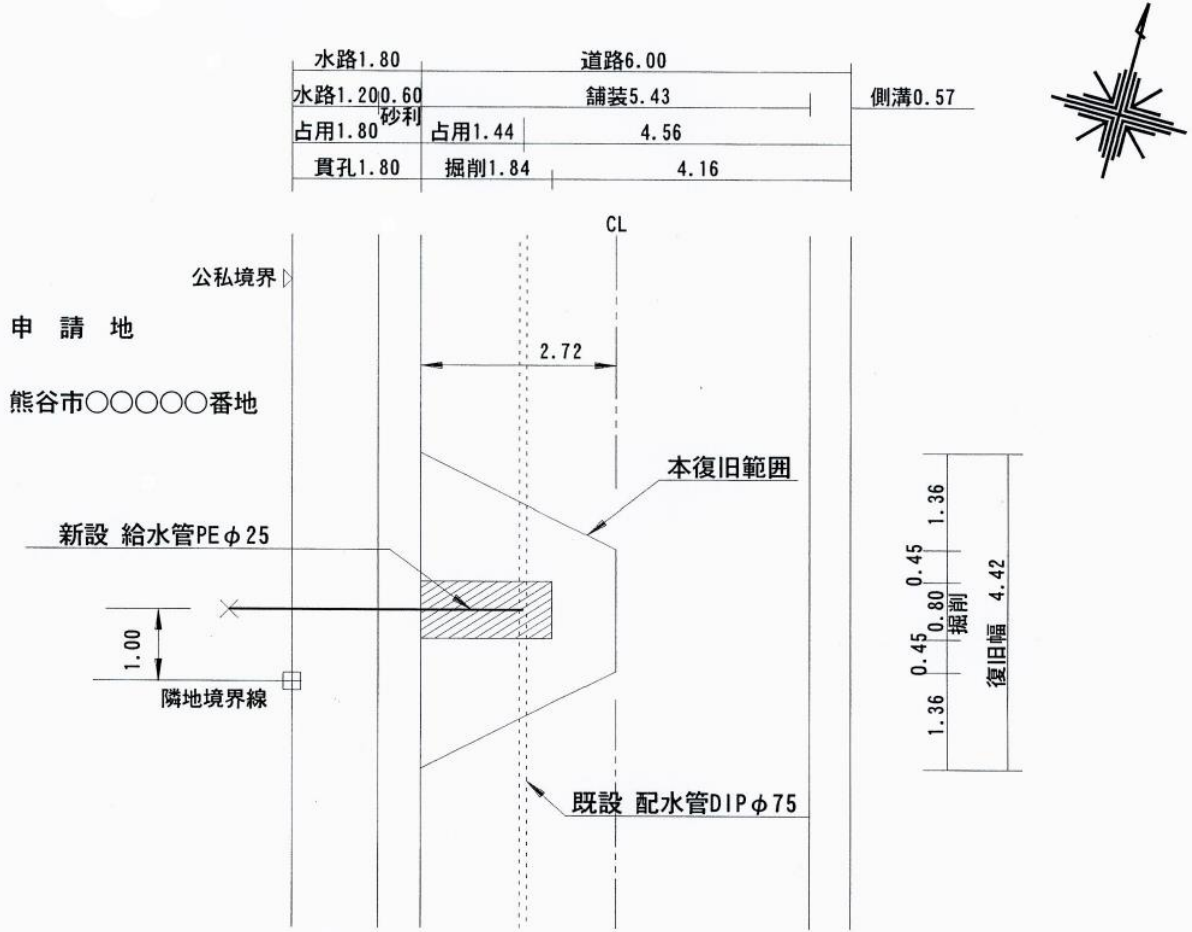 水路1.80
道路6.00
水路1.20
0.60
舗装5.43
側溝0.57
砂利
占用1.80
占用1.44
4.56
貫孔1.80
掘削1.84
4.16
CL
公私境界
申 請 地
2.72
熊谷市○○○○○番地
本復旧範囲
新設 給水管PEφ25
1.00
隣地境界線
既設 配水管DIPφ75
1.36
0.45
0.80
掘削
0.45
1.36
復旧幅 4.42